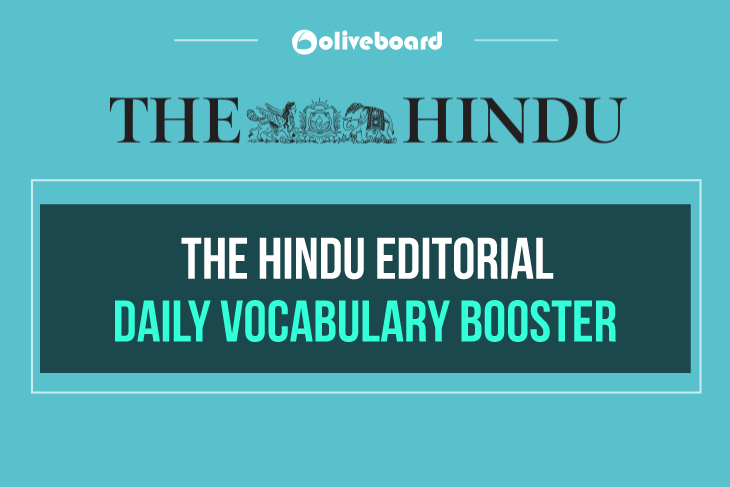 oliveboard
THE HINDU
THE HINDU EDITORIAL
DAILY VOCABULARY BOOSTER